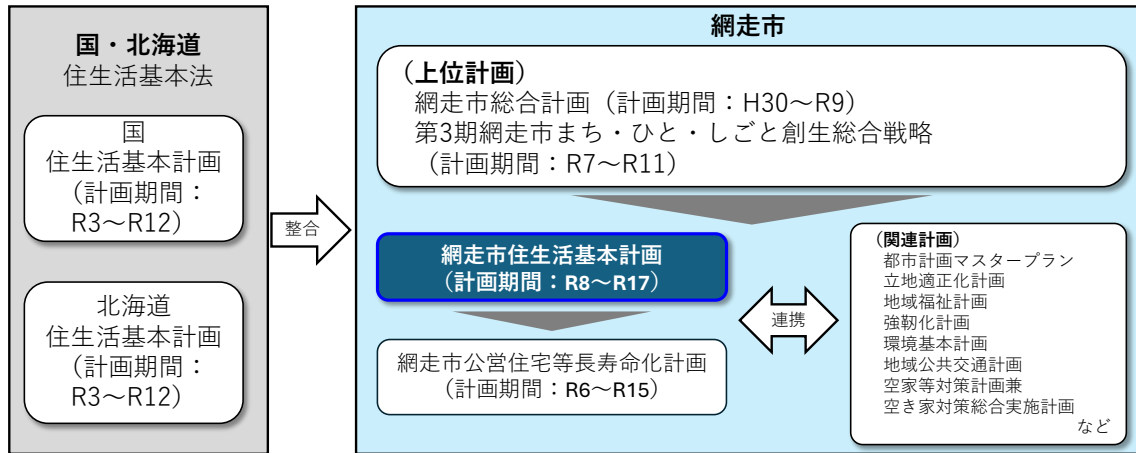 国・北海道
住生活基本法
国
住生活基本計画
（計画期間：
R3～R12）
北海道
住生活基本計画
（計画期間：
R3～R12）
整合
網走市
（上位計画）
網走市総合計画（計画期間：H30～R9）
第3期網走市まち・ひと・しごと創生総合戦略
（計画期間：R7～R11）
網走市住生活基本計画
（計画期間：R8～R17）
網走市公営住宅等長寿命化計画
（計画期間：R6～R15）
連携
（関連計画）
都市計画マスタープラン
立地適正化計画
地域福祉計画
強靭化計画
環境基本計画
地域公共交通計画
空家等対策計画兼
空き家対策総合実施計画
など